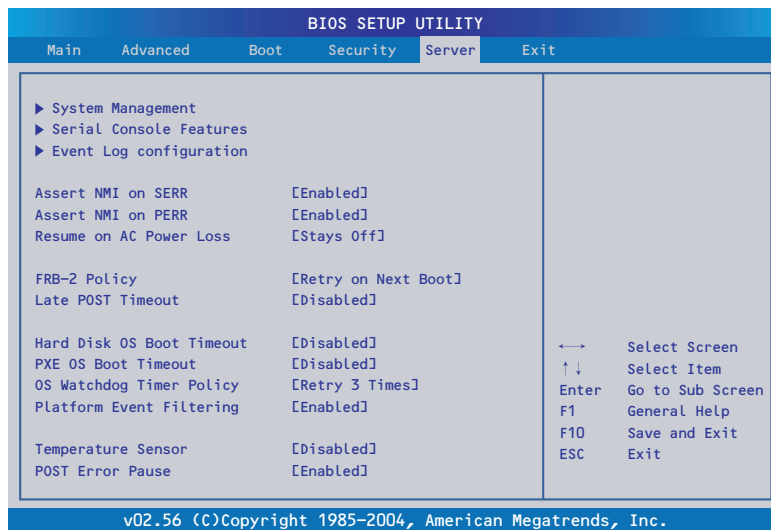 BIOS SETUP UTILITY
Main Advanced Boot Security Server Exit
▶ System Management
▶ Serial Console Features
▶ Event Log configuration
Assert NMI on SERR [Enabled]
Assert NMI on PERR [Enabled]
Resume on AC Power Loss [Stays Off]
FRB-2 Policy [Retry on Next Boot]
Late POST Timeout [Disabled]
Hard Disk OS Boot Timeout [Disabled]
PXE OS Boot Timeout [Disabled]
OS Watchdog Timer Policy [Retry 3 Times]
Platform Event Filtering [Enabled]
Temperature Sensor [Disabled]
POST Error Pause [Enabled]
←→ Select Screen
↑↓ Select Item
Enter Go to Sub Screen
F1 General Help
F10 Save and Exit
ESC Exit
v02.56 (C)Copyright 1985-2004, American Megatrends, Inc.